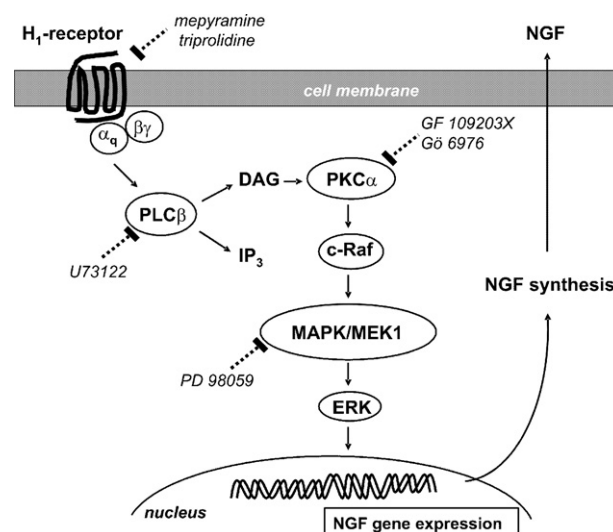 mepyramine
triprolidine
H₁-receptor
NGF
cell membrane
αq
βγ
GF 109203X
Gö 6976
DAG
PKCα
PLCβ
IP₃
c-Raf
U73122
NGF synthesis
MAPK/MEK1
PD 98059
ERK
nucleus
NGF gene expression